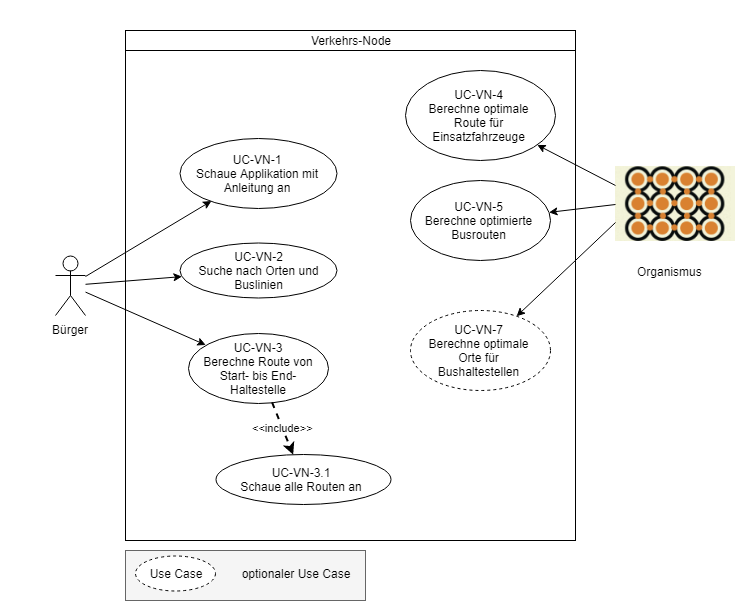 Verkehrs-Node
UC-VN-1
Schaue Applikation mit
Anleitung an
UC-VN-2
Suche nach Orten und
Buslinien
UC-VN-3
Berechne Route von
Start- bis End-
Haltestelle
<<include>>
UC-VN-3.1
Schaue alle Routen an
UC-VN-4
Berechne optimale
Route für
Einsatzfahrzeuge
UC-VN-5
Berechne optimierte
Busrouten
UC-VN-7
Berechne optimale
Orte für
Bushaltestellen
Bürger
Organismus
Use Case
optionaler Use Case